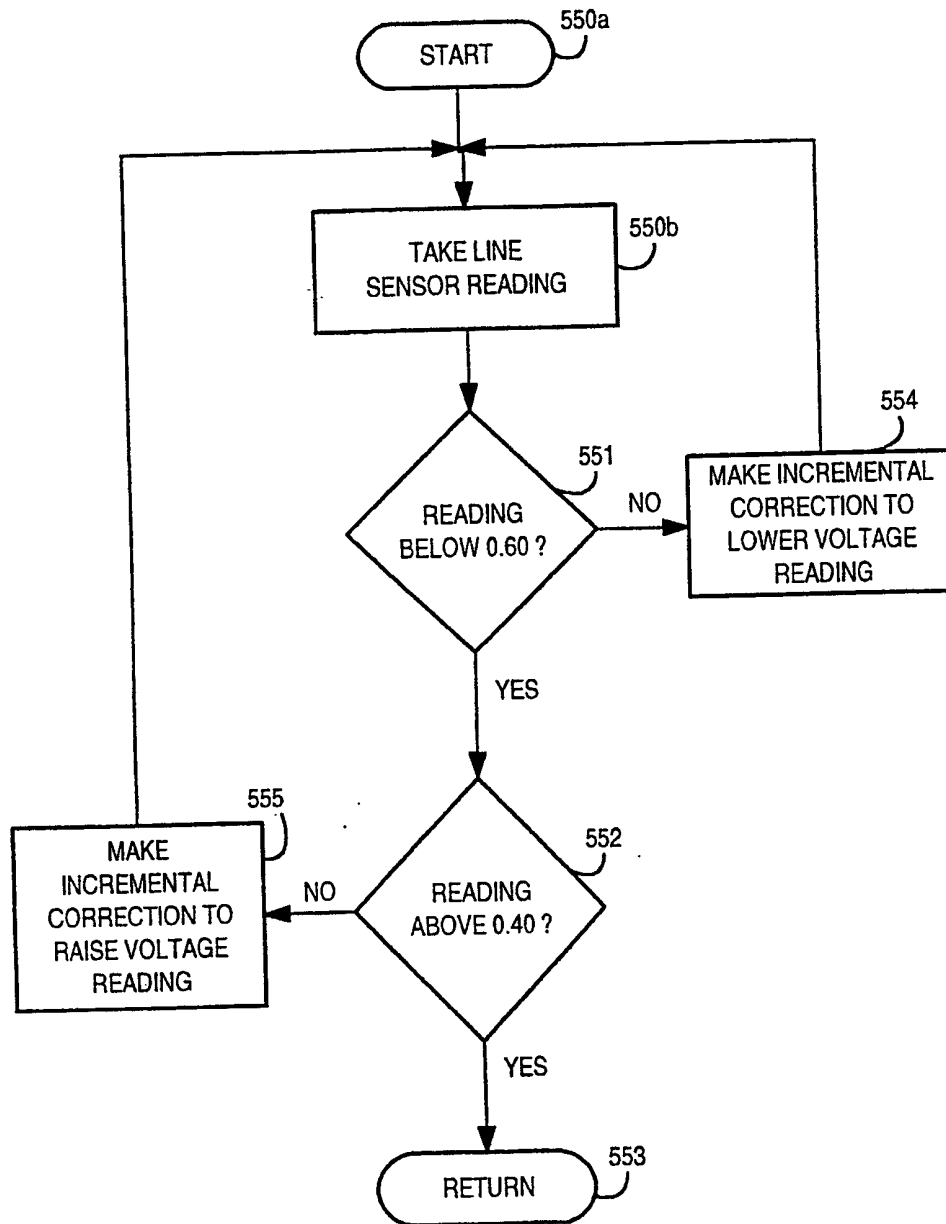 550a
START
TAKE LINE
SENSOR READING
550b
551
READING
BELOW 0.60 ?
NO
554
MAKE INCREMENTAL
CORRECTION TO
LOWER VOLTAGE
READING
YES
555
MAKE
INCREMENTAL
CORRECTION TO
RAISE VOLTAGE
READING
NO
552
READING
ABOVE 0.40 ?
YES
RETURN
553